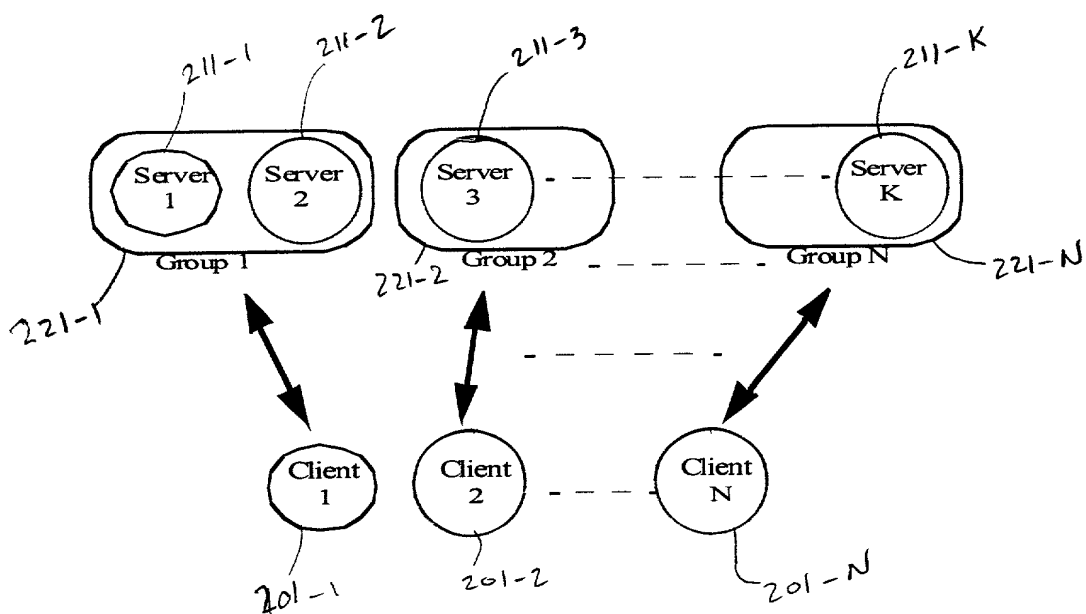 211-1
211-2
211-3
211-K
Server
1
Server
2
Server
3
Server
K
Group 1
Group 2
Group N
221-1
221-2
221-N
Client
1
Client
2
Client
N
201-1
201-2
201-N